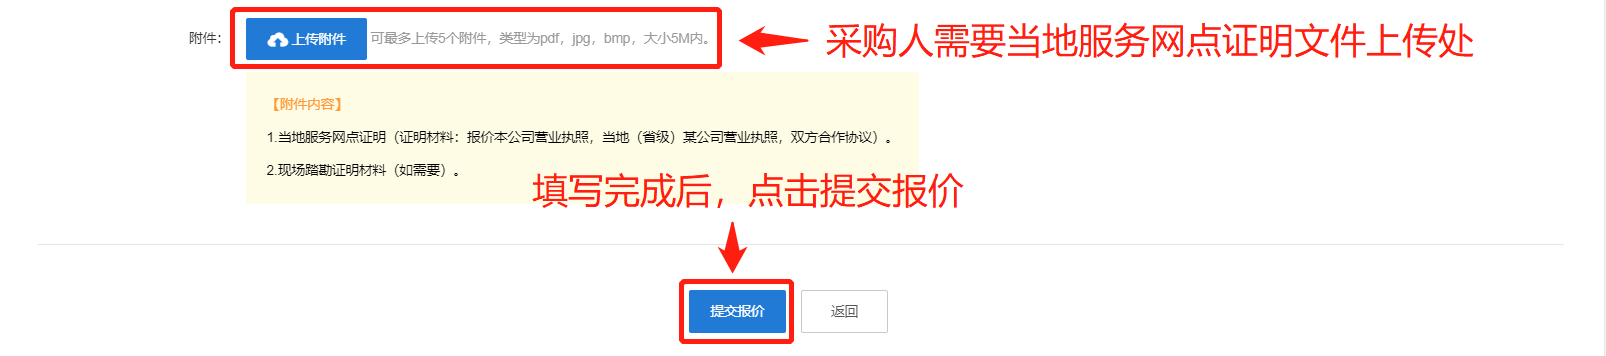 附件： 上传附件 可最多上传5个附件，类型为pdf，jpg，bmp，大小5M内。 采购人需要当地服务网点证明文件上传处
【附件内容】
1.当地服务网点证明（证明材料：报价本公司营业执照，当地（省级）某公司营业执照，双方合作协议）。
2.现场踏勘证明材料（如需要）。
填写完成后，点击提交报价
提交报价 返回